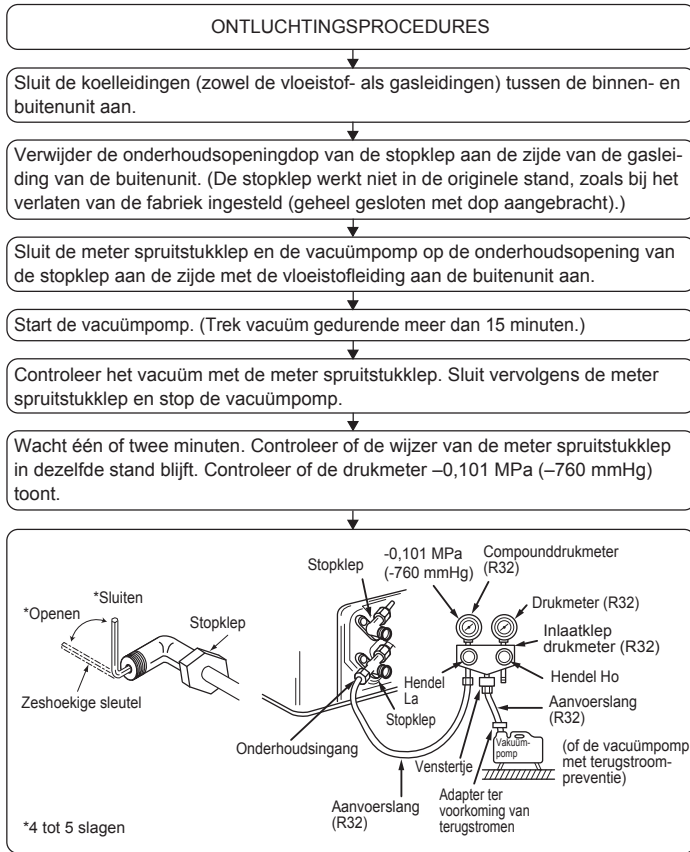 ONTLUCHTINGSPROCEDURES
Sluit de koelleidingen (zowel de vloeistof- als gasleidingen) tussen de binnen- en
buitenunit aan.
Verwijder de onderhoudsopeningdop van de stopklep aan de zijde van de gaslei-
ding van de buitenunit. (De stopklep werkt niet in de originele stand, zoals bij het
verlaten van de fabriek ingesteld (geheel gesloten met dop aangebracht).)
Sluit de meter spruitstukklep en de vacuümpomp op de onderhoudsopening van
de stopklep aan de zijde met de vloeistofleiding aan de buitenunit aan.
Start de vacuümpomp. (Trek vacuüm gedurende meer dan 15 minuten.)
Controleer het vacuüm met de meter spruitstukklep. Sluit vervolgens de meter
spruitstukklep en stop de vacuümpomp.
Wacht één of twee minuten. Controleer of de wijzer van de meter spruitstukklep
in dezelfde stand blijft. Controleer of de drukmeter –0,101 MPa (–760 mmHg)
toont.
*Openen
*Sluiten
Stopklep
Zeshoekige sleutel
*4 tot 5 slagen
Stopklep
-0,101 MPa
(-760 mmHg)
Compounddrukmeter
(R32)
Drukmeter (R32)
Inlaatklep
drukmeter (R32)
Hendel
La
Hendel Ho
Stopklep
Aanvoerslang
(R32)
Onderhoudsingang
Venstertje
Vakuüm-
pomp
(of de vacuümpomp
met terugstroom-
preventie)
Aanvoerslang
(R32)
Adapter ter
voorkoming van
terugstromen